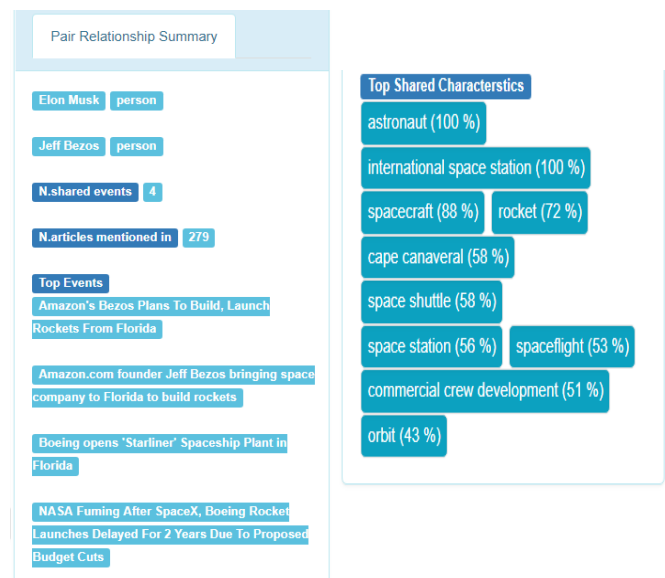 Pair Relationship Summary
Elon Musk person
Jeff Bezos person
N.shared events 4
N.articles mentioned in 279
Top Events
Amazon's Bezos Plans To Build, Launch
Rockets From Florida
Amazon.com founder Jeff Bezos bringing space
company to Florida to build rockets
Boeing opens 'Starliner' Spaceship Plant in
Florida
NASA Fuming After SpaceX, Boeing Rocket
Launches Delayed For 2 Years Due To Proposed
Budget Cuts
Top Shared Characterstics
astronaut (100 %)
international space station (100 %)
spacecraft (88 %) rocket (72 %)
cape canaveral (58 %)
space shuttle (58 %)
space station (56 %) spaceflight (53 %)
commercial crew development (51 %)
orbit (43 %)